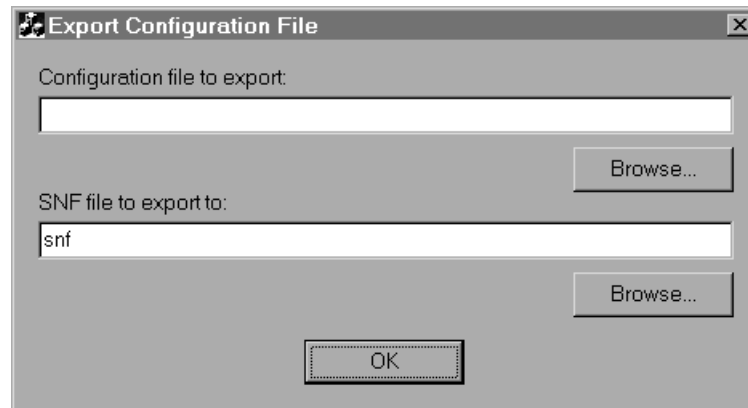 Export Configuration File
Configuration file to export:
Browse...
SNF file to export to:
snf
Browse...
OK